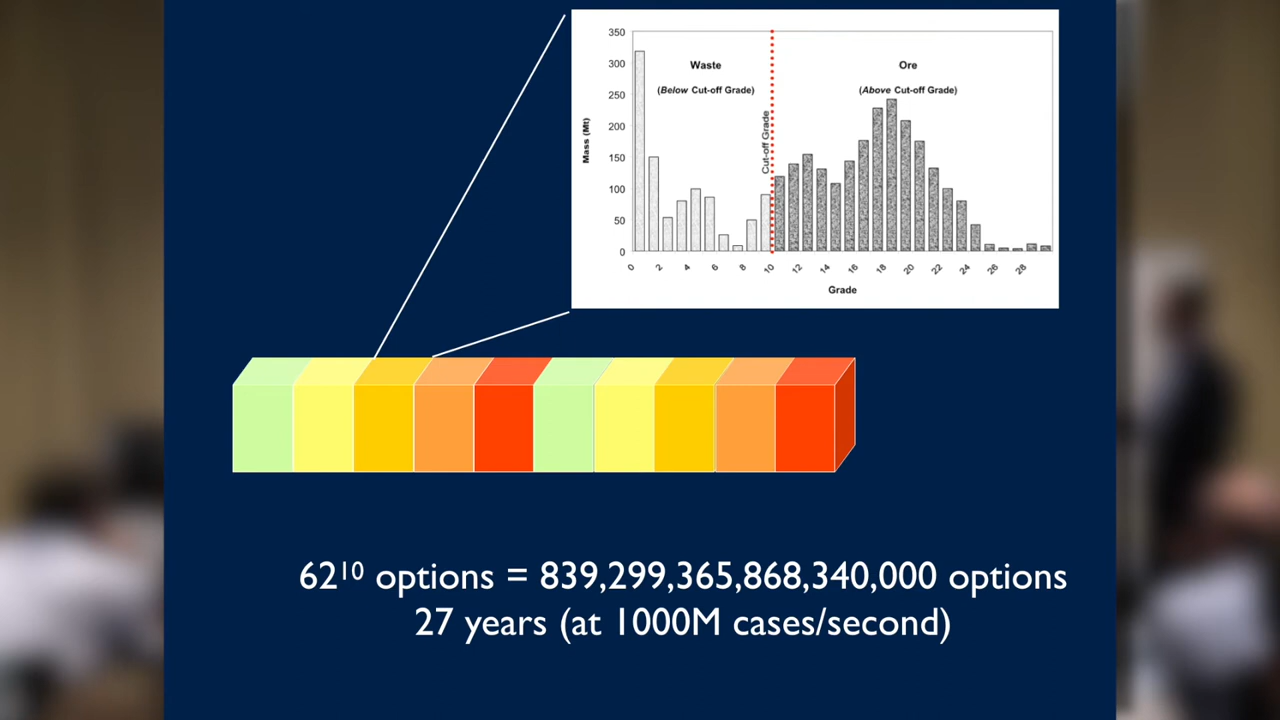 350
300
250
200
150
100
50
0
Mass (Mt)
Waste
(Below Cut-off Grade)
Cut-off Grade
Ore
(Above Cut-off Grade)
0 2 4 6 8 10 12 14 16 18 20 22 24 26 28
Grade
62¹⁰ options = 839,299,365,868,340,000 options
27 years (at 1000M cases/second)